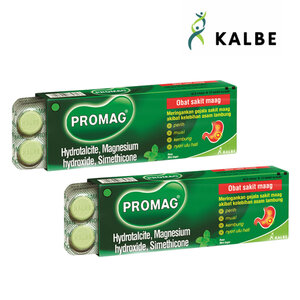 KALBE
PROMAG®
Hydrotalcite, Magnesium
hydroxide, Simethicone
Obat sakit maag
Meringankan gejala sakit maag
akibat kelebihan asam lambung
perih
mual
kembung
nyeri ulu hati
KALBE
PROMAG®
Hydrotalcite, Magnesium
hydroxide, Simethicone
Obat sakit maag
Meringankan gejala sakit maag
akibat kelebihan asam lambung
perih
mual
kembung
nyeri ulu hati
KALBE